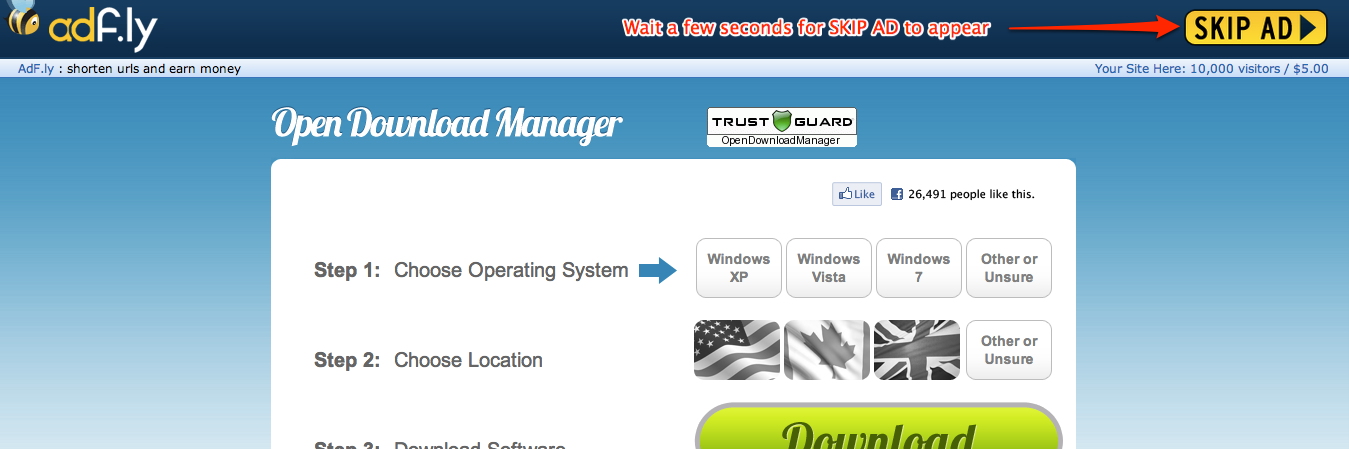 adf.ly
Wait a few seconds for SKIP AD to appear
SKIP AD
AdF.ly : shorten urls and earn money
Your Site Here: 10,000 visitors / $5.00
Open Download Manager
TRUST GUARD
OpenDownloadManager
Like
26,491 people like this.
Step 1: Choose Operating System
Windows XP
Windows Vista
Windows 7
Other or Unsure
Step 2: Choose Location
Other or Unsure
Step 3: Download Software
Download